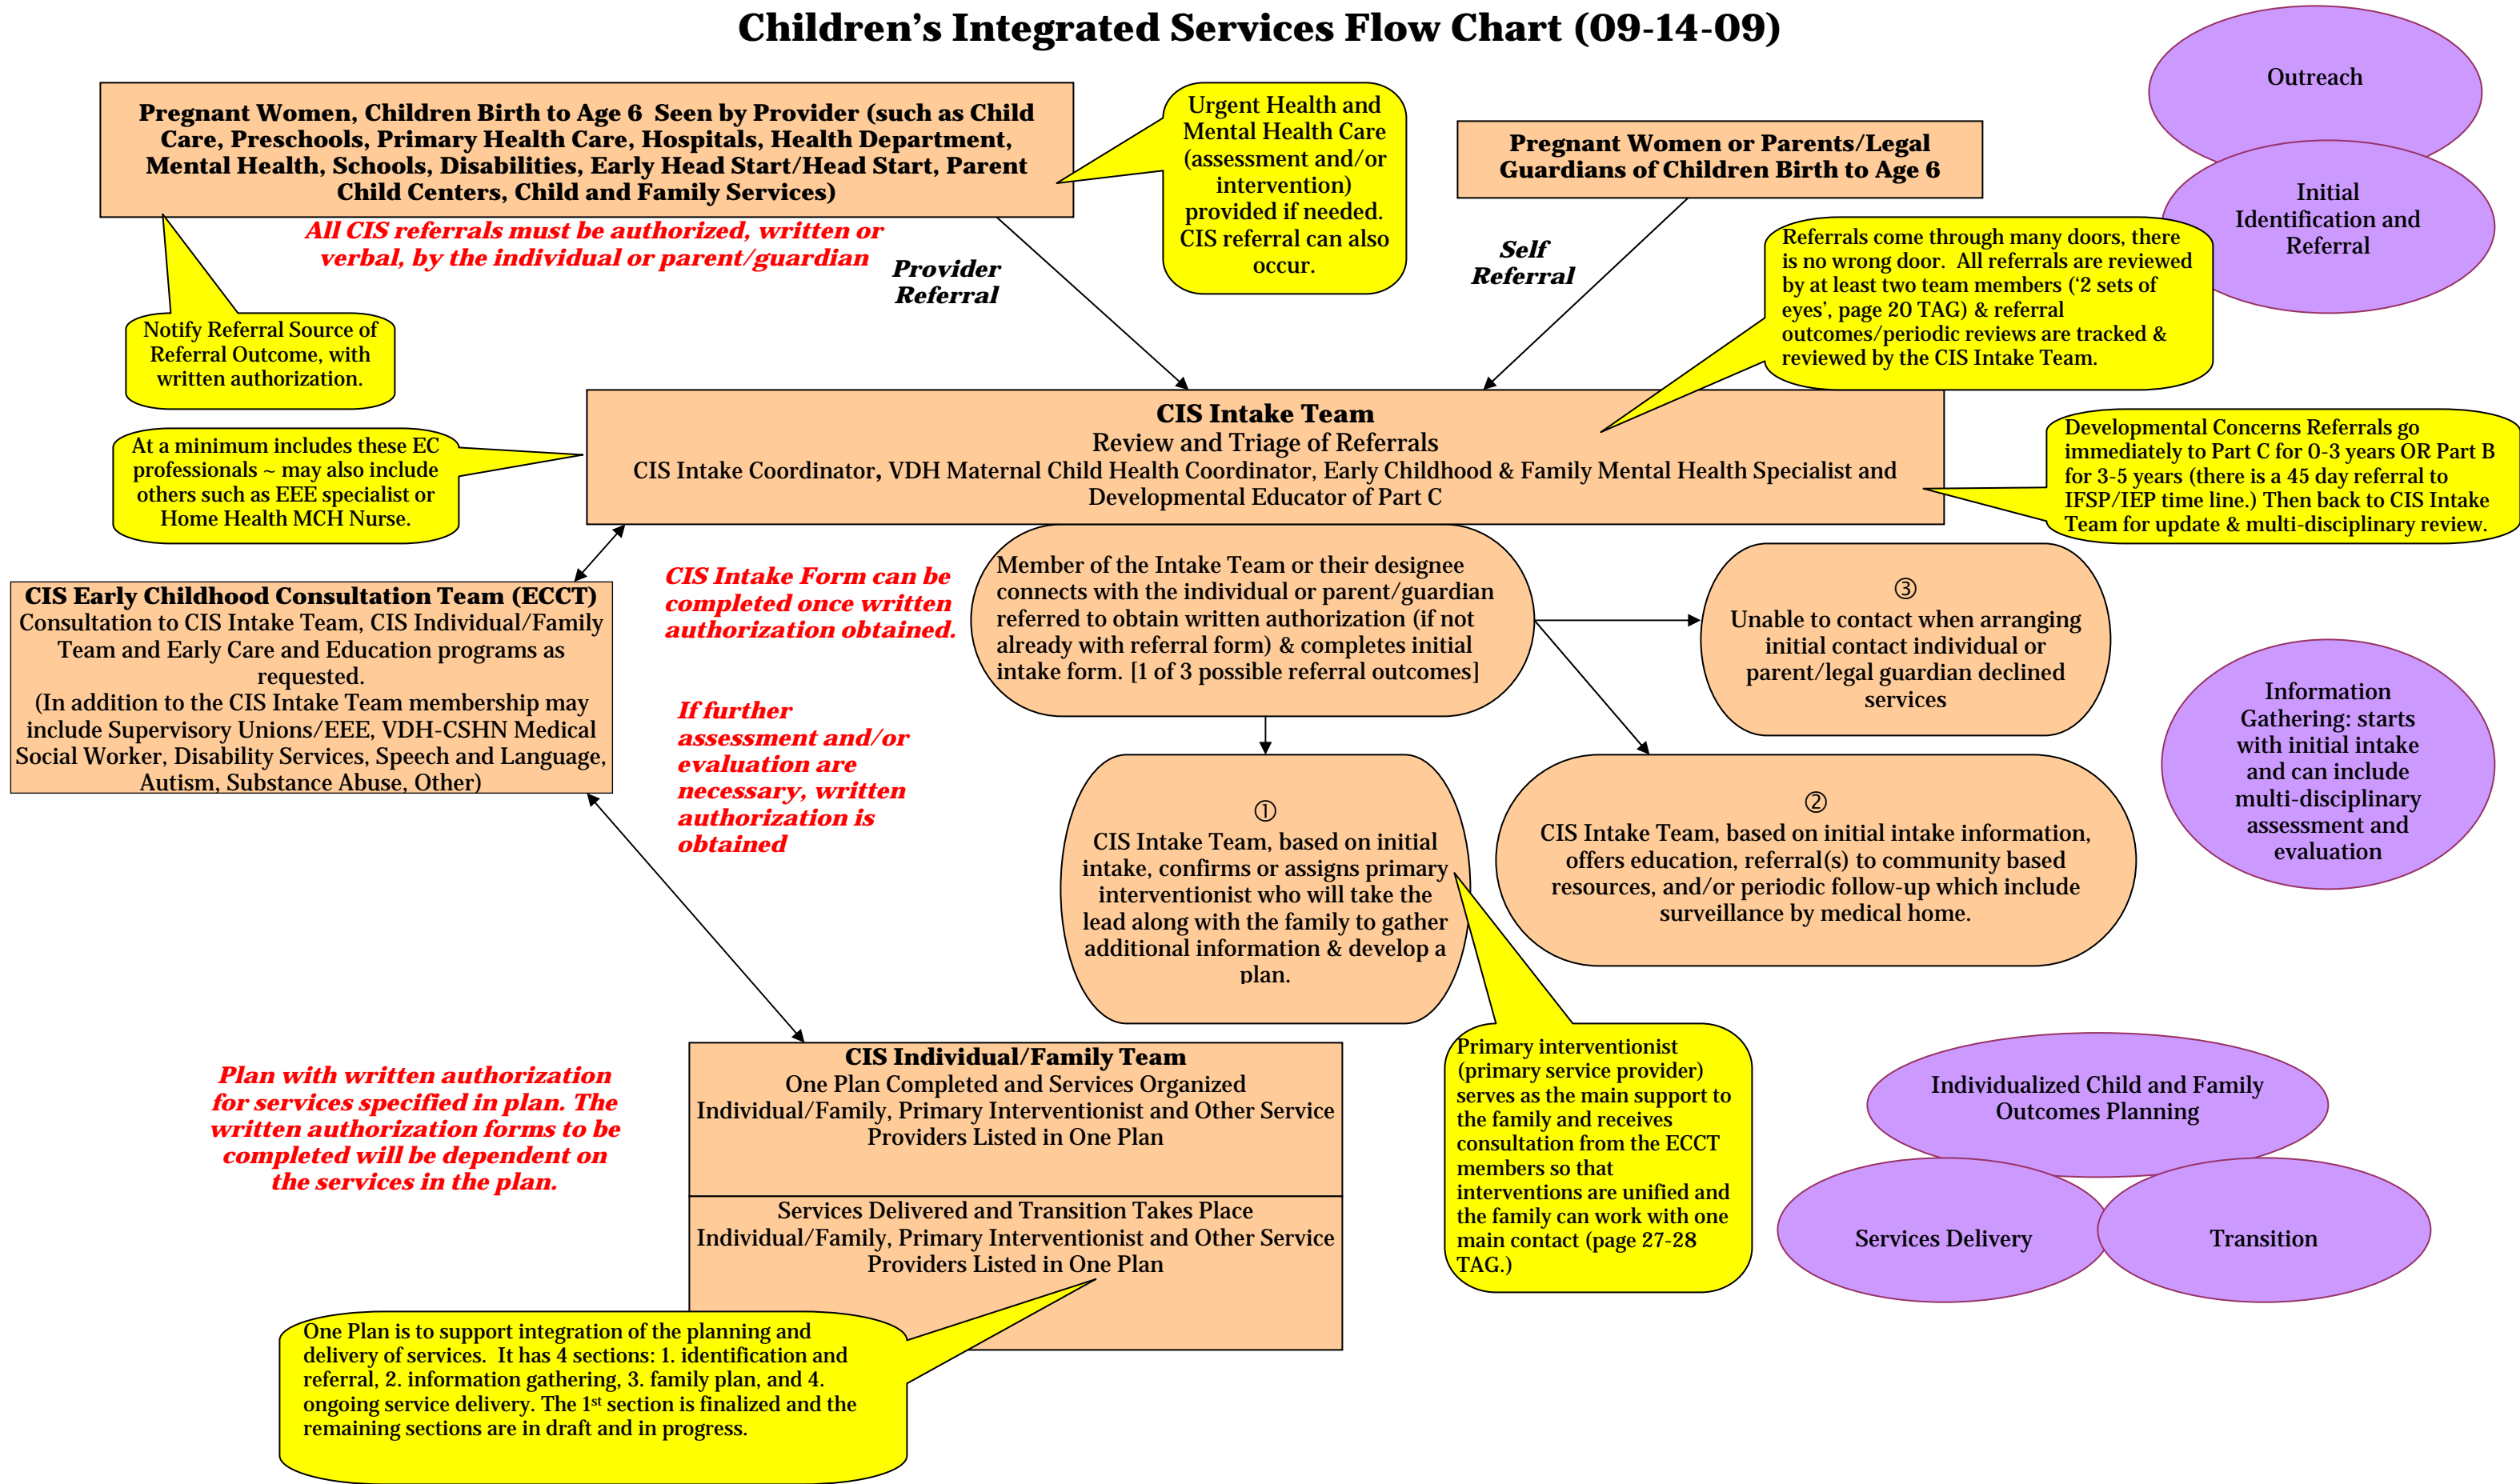 Children's Integrated Services Flow Chart (09-14-09)
Pregnant Women, Children Birth to Age 6  Seen by Provider (such as Child
Care, Preschools, Primary Health Care, Hospitals, Health Department,
Mental Health, Schools, Disabilities, Early Head Start/Head Start, Parent
Child Centers, Child and Family Services)
Urgent Health and
Mental Health Care
(assessment and/or
intervention)
provided if needed.
CIS referral can also
occur.
Pregnant Women or Parents/Legal
Guardians of Children Birth to Age 6
Outreach
Initial
Identification and
Referral
All CIS referrals must be authorized, written or
verbal, by the individual or parent/guardian
Provider
Referral
Self
Referral
Referrals come through many doors, there
is no wrong door.  All referrals are reviewed
by at least two team members ('2 sets of
eyes', page 20 TAG) & referral
outcomes/periodic reviews are tracked &
reviewed by the CIS Intake Team.
Notify Referral Source of
Referral Outcome, with
written authorization.
CIS Intake Team
Review and Triage of Referrals
CIS Intake Coordinator, VDH Maternal Child Health Coordinator, Early Childhood & Family Mental Health Specialist and
Developmental Educator of Part C
At a minimum includes these EC
professionals ~ may also include
others such as EEE specialist or
Home Health MCH Nurse.
Developmental Concerns Referrals go
immediately to Part C for 0-3 years OR Part B
for 3-5 years (there is a 45 day referral to
IFSP/IEP time line.) Then back to CIS Intake
Team for update & multi-disciplinary review.
CIS Early Childhood Consultation Team (ECCT)
Consultation to CIS Intake Team, CIS Individual/Family
Team and Early Care and Education programs as
requested.
(In addition to the CIS Intake Team membership may
include Supervisory Unions/EEE, VDH-CSHN Medical
Social Worker, Disability Services, Speech and Language,
Autism, Substance Abuse, Other)
CIS Intake Form can be
completed once written
authorization obtained.
Member of the Intake Team or their designee
connects with the individual or parent/guardian
referred to obtain written authorization (if not
already with referral form) & completes initial
intake form. [1 of 3 possible referral outcomes]
③
Unable to contact when arranging
initial contact individual or
parent/legal guardian declined
services
If further
assessment and/or
evaluation are
necessary, written
authorization is
obtained
①
CIS Intake Team, based on initial
intake, confirms or assigns primary
interventionist who will take the
lead along with the family to gather
additional information & develop a
plan.
②
CIS Intake Team, based on initial intake information,
offers education, referral(s) to community based
resources, and/or periodic follow-up which include
surveillance by medical home.
Information
Gathering: starts
with initial intake
and can include
multi-disciplinary
assessment and
evaluation
Plan with written authorization
for services specified in plan. The
written authorization forms to be
completed will be dependent on
the services in the plan.
CIS Individual/Family Team
One Plan Completed and Services Organized
Individual/Family, Primary Interventionist and Other Service
Providers Listed in One Plan
Services Delivered and Transition Takes Place
Individual/Family, Primary Interventionist and Other Service
Providers Listed in One Plan
Primary interventionist
(primary service provider)
serves as the main support to
the family and receives
consultation from the ECCT
members so that
interventions are unified and
the family can work with one
main contact (page 27-28
TAG.)
Individualized Child and Family
Outcomes Planning
Services Delivery
Transition
One Plan is to support integration of the planning and
delivery of services.  It has 4 sections: 1. identification and
referral, 2. information gathering, 3. family plan, and 4.
ongoing service delivery. The 1st section is finalized and the
remaining sections are in draft and in progress.